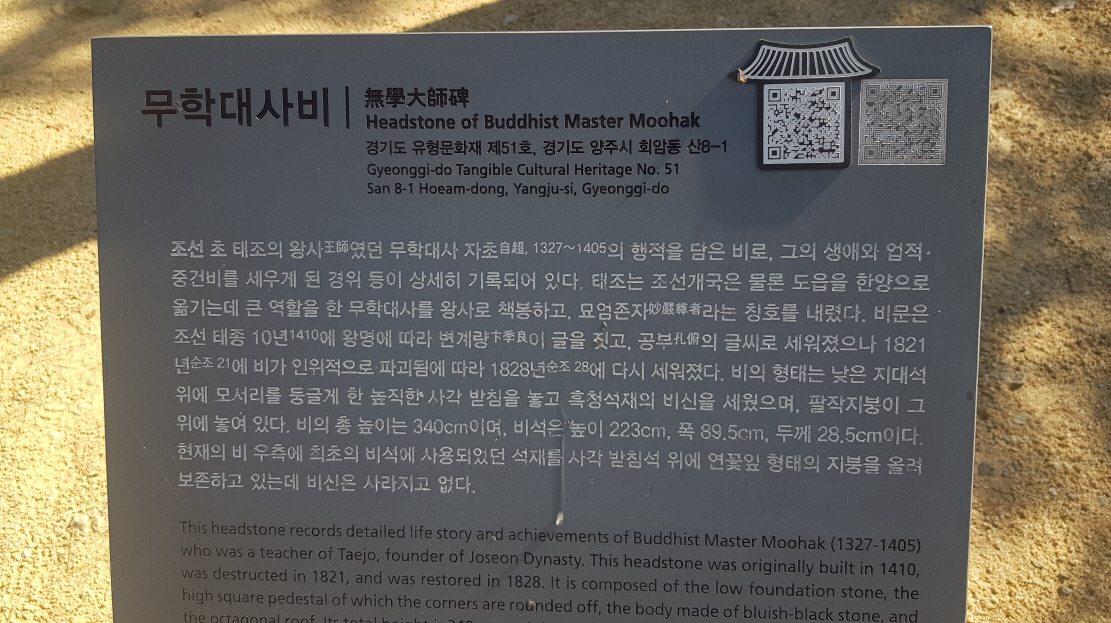 무학대사비
無學大師碑
Headstone of Buddhist Master Moohak
경기도 유형문화재 제51호, 경기도 양주시 회암동 산8-1
Gyeonggi-do Tangible Cultural Heritage No. 51
San 8-1 Hoeam-dong, Yangju-si, Gyeonggi-do
조선 초 태조의 왕사王師였던 무학대사 자초自超, 1327~1405의 행적을 담은 비로, 그의 생애와 업적·
중건비를 세우게 된 경위 등이 상세히 기록되어 있다. 태조는 조선개국은 물론 도읍을 한양으로
옮기는데 큰 역할을 한 무학대사를 왕사로 책봉하고, 묘엄존자妙嚴尊者라는 칭호를 내렸다. 비문은
조선 태종 10년1410에 왕명에 따라 변계량卞季良이 글을 짓고, 공부孔俯의 글씨로 세워졌으나 1821
년순조 21에 비가 인위적으로 파괴됨에 따라 1828년순조 28에 다시 세워졌다. 비의 형태는 낮은 지대석
위에 모서리를 둥글게 한 높직한 사각 받침을 놓고 흑청석재의 비신을 세웠으며, 팔작지붕이 그
위에 놓여 있다. 비의 총 높이는 340cm이며, 비석은 높이 223cm, 폭 89.5cm, 두께 28.5cm이다.
현재의 비 우측에 최초의 비석에 사용되었던 석재를 사각 받침석 위에 연꽃잎 형태의 지붕을 올려
보존하고 있는데 비신은 사라지고 없다.
This headstone records detailed life story and achievements of Buddhist Master Moohak (1327-1405)
who was a teacher of Taejo, founder of Joseon Dynasty. This headstone was originally built in 1410,
was destructed in 1821, and was restored in 1828. It is composed of the low foundation stone, the
high square pedestal of which the corners are rounded off, the body made of bluish-black stone, and
the octagonal roof. Its total height is 340